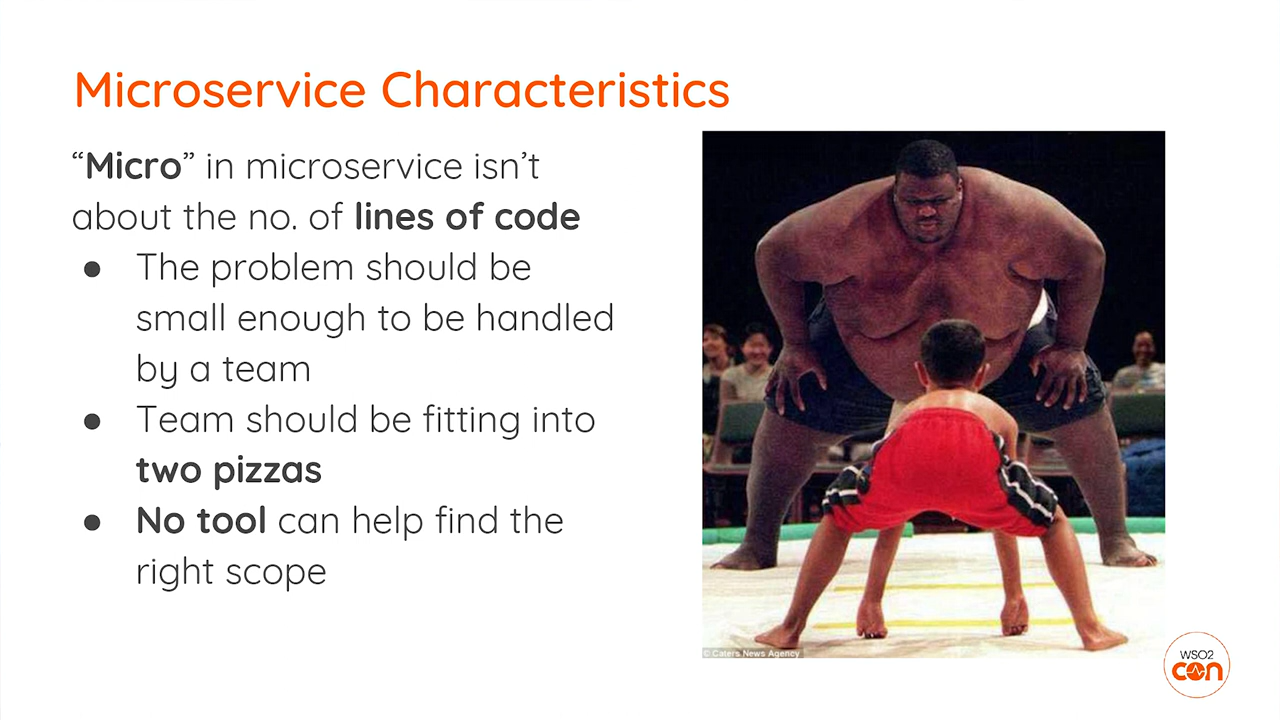 Microservice Characteristics
“Micro” in microservice isn’t
about the no. of lines of code
● The problem should be
small enough to be handled
by a team
● Team should be fitting into
two pizzas
● No tool can help find the
right scope
© Caters News Agency
WSO2
con